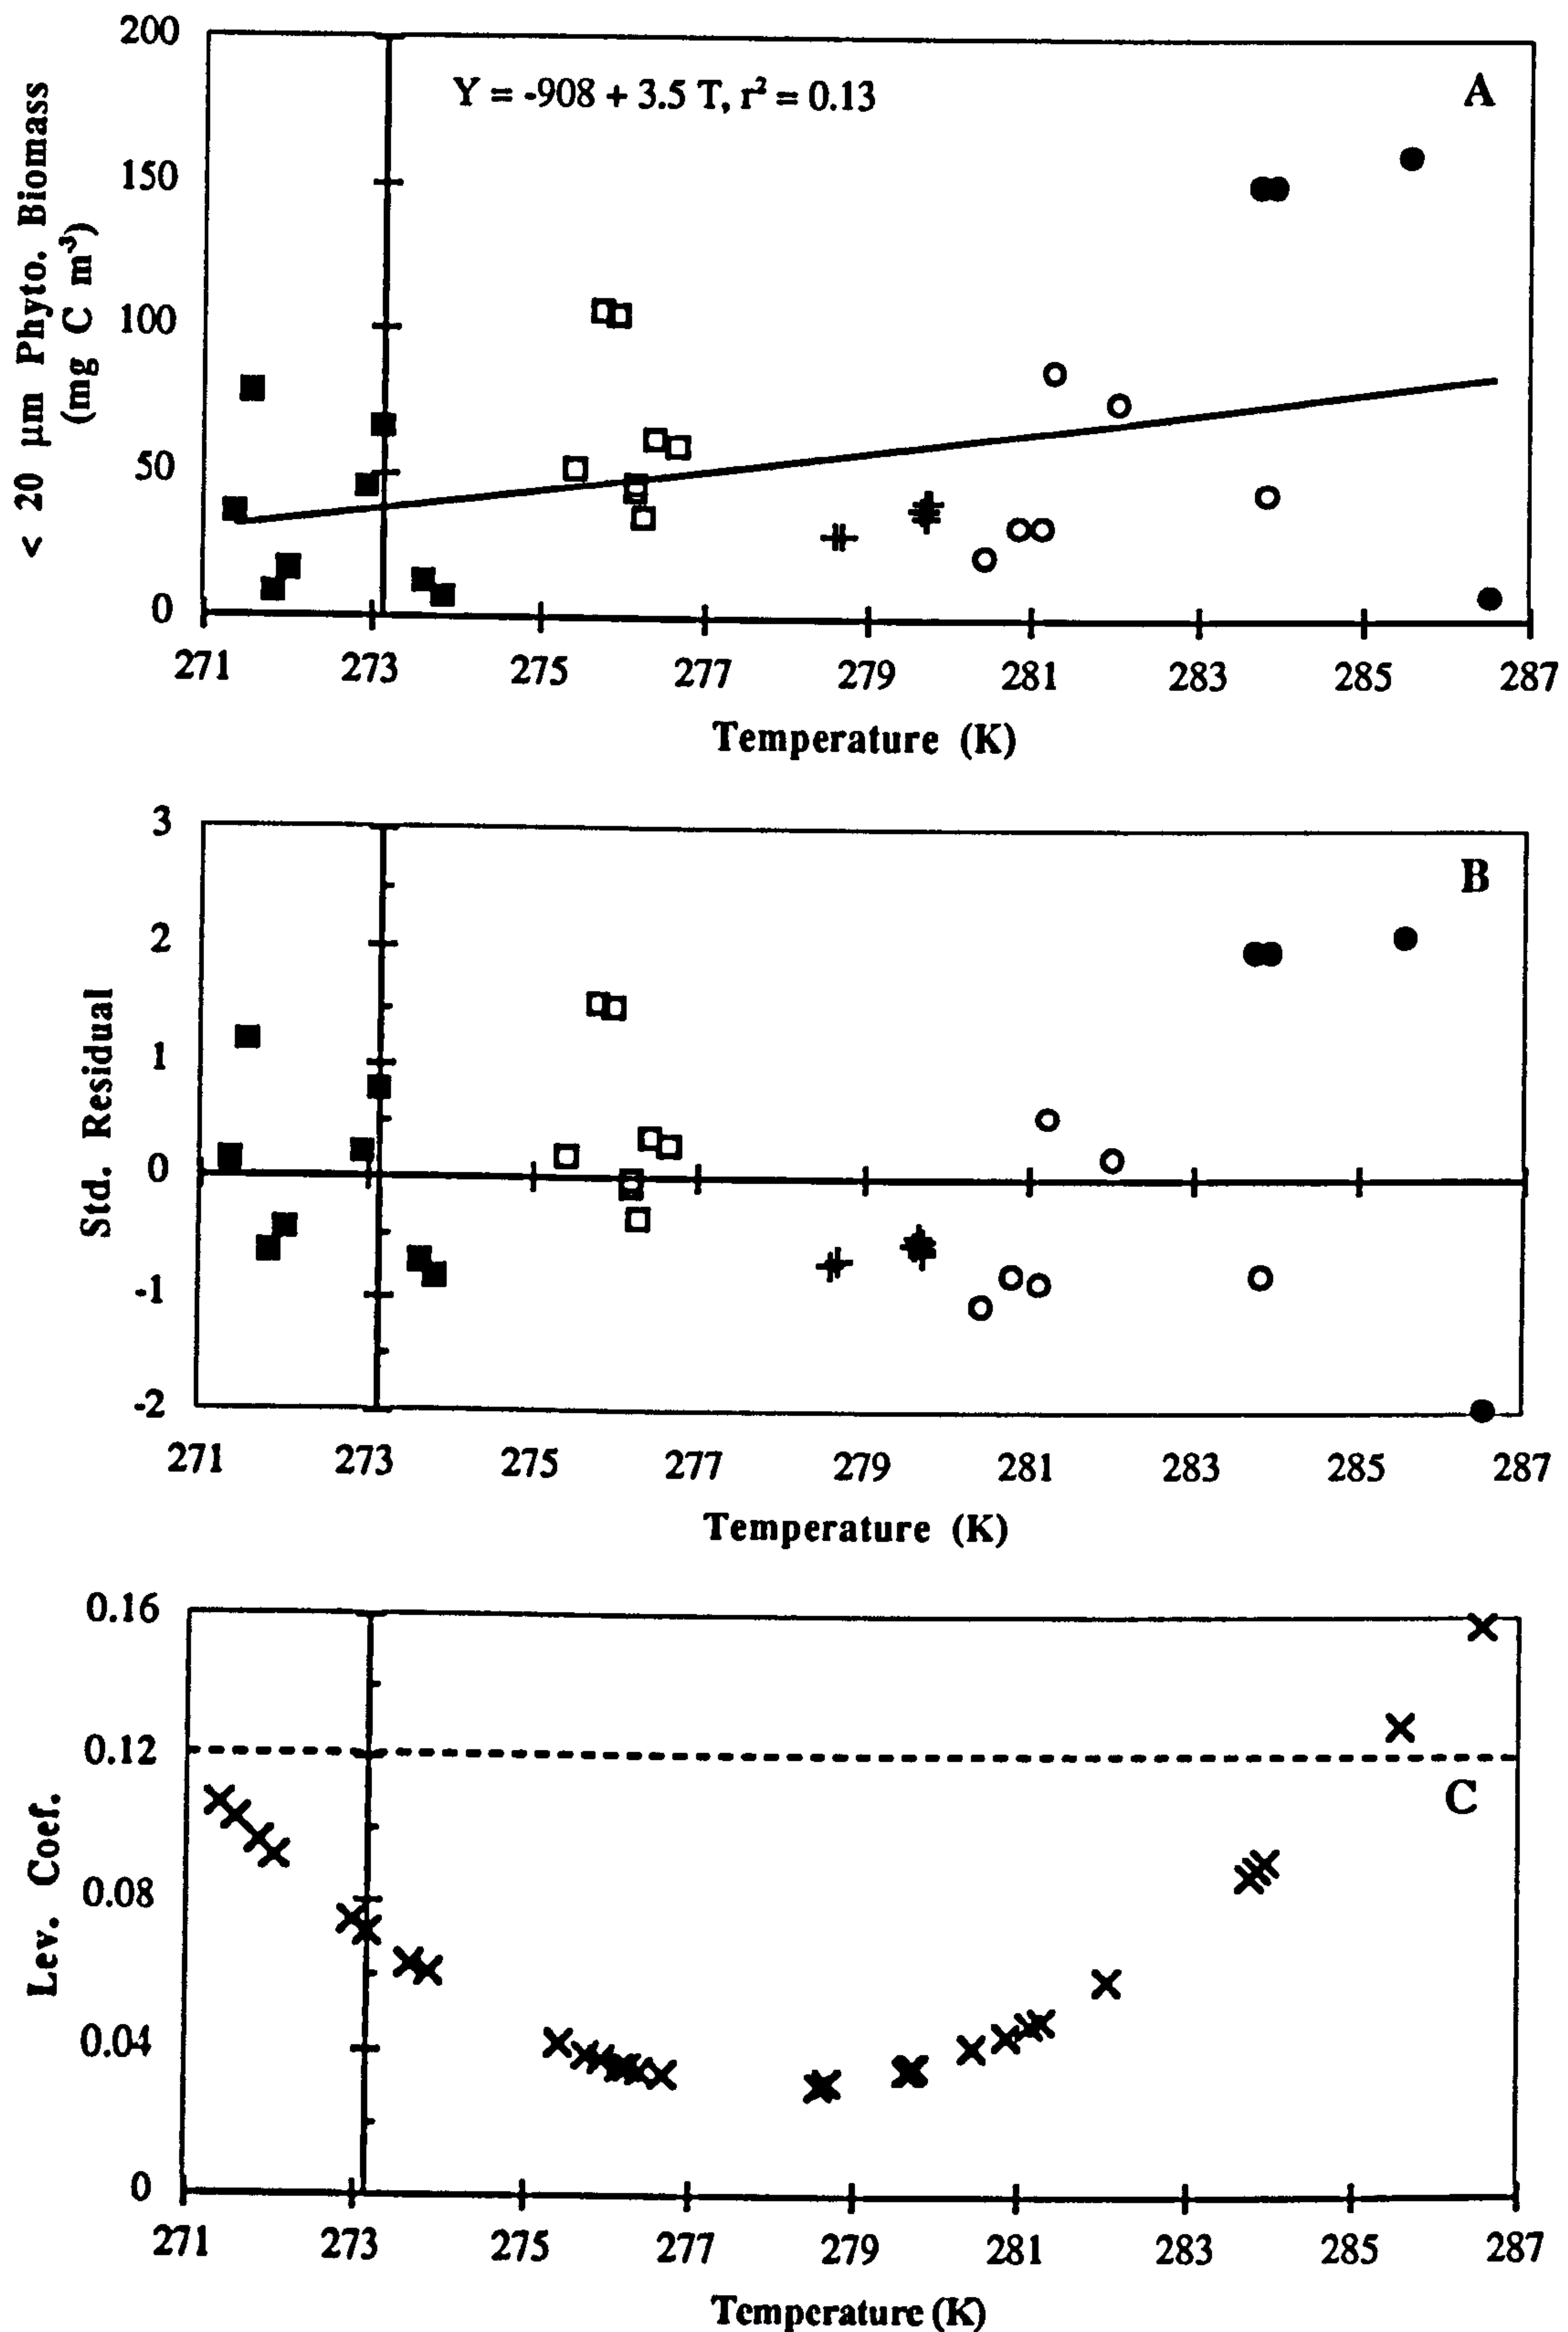 200
150
100
50
0
< 20 µm Phyto. Biomass
(mg C m⁻³)
Y = -908 + 3.5 T, r² = 0.13
A
271 273 275 277 279 281 283 285 287
Temperature (K)
3
2
1
0
-1
-2
Std. Residual
B
271 273 275 277 279 281 283 285 287
Temperature (K)
0.16
0.12
0.08
0.04
0
Lev. Coef.
C
271 273 275 277 279 281 283 285 287
Temperature (K)